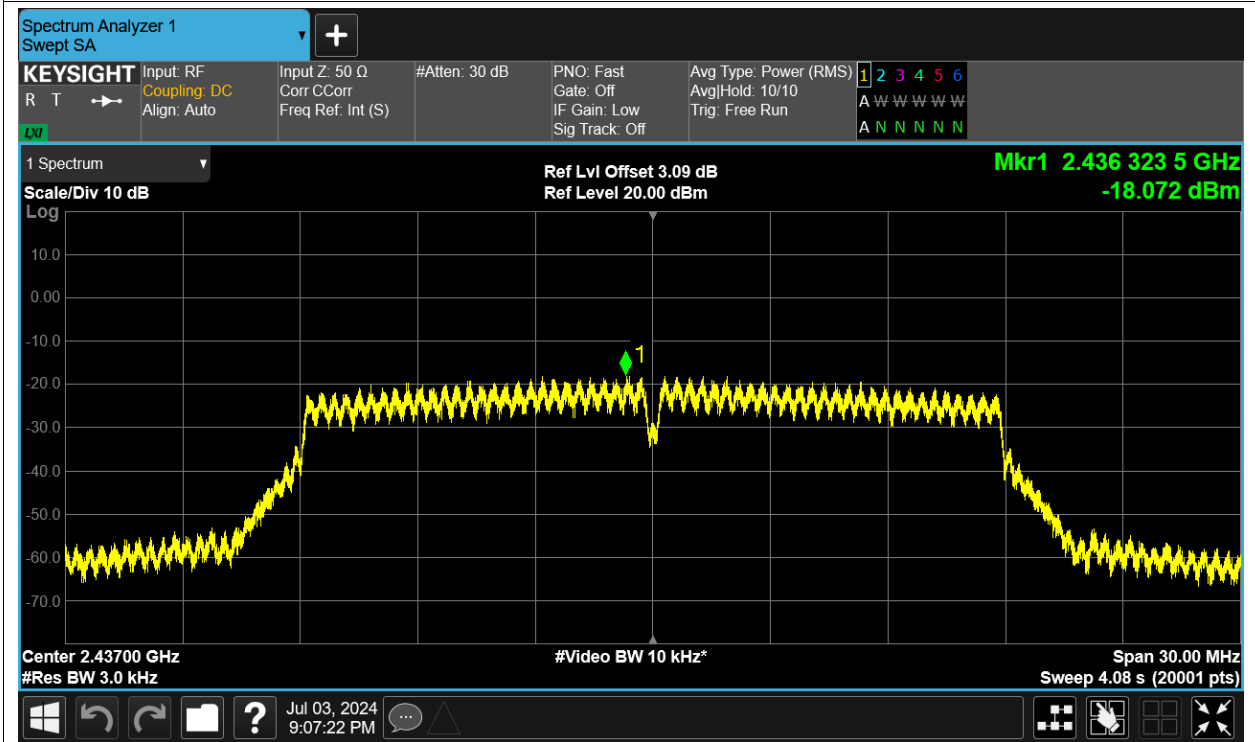 Spectrum Analyzer 1
Swept SA
+
KEYSIGHT
R T
LXI
Input: RF
Coupling: DC
Align: Auto
Input Z: 50 Ω
Corr CCorr
Freq Ref: Int (S)
#Atten: 30 dB
PNO: Fast
Gate: Off
IF Gain: Low
Sig Track: Off
Avg Type: Power (RMS)
Avg|Hold: 10/10
Trig: Free Run
1 2 3 4 5 6
A W W W W W
A N N N N N
1 Spectrum
Scale/Div 10 dB
Log
Ref Lvl Offset 3.09 dB
Ref Level 20.00 dBm
Mkr1 2.436 323 5 GHz
-18.072 dBm
10.0
0.00
-10.0
1
-20.0
-30.0
-40.0
-50.0
-60.0
-70.0
Center 2.43700 GHz
#Res BW 3.0 kHz
#Video BW 10 kHz*
Span 30.00 MHz
Sweep 4.08 s (20001 pts)
?
Jul 03, 2024
9:07:22 PM